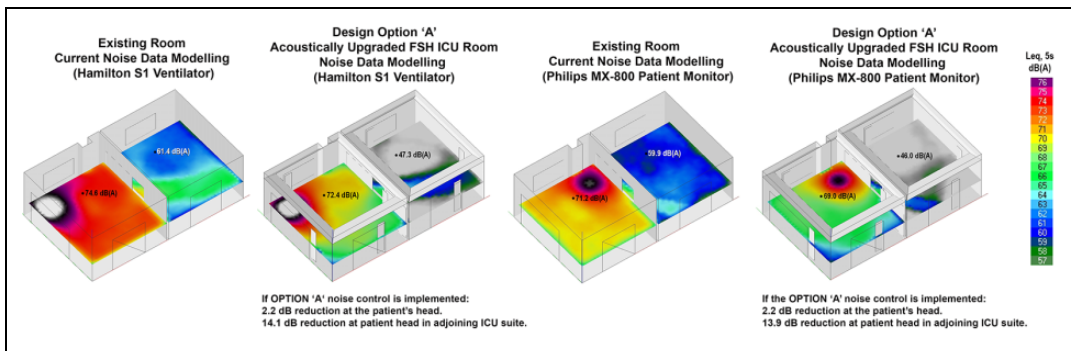 Existing Room
Current Noise Data Modelling
(Hamilton S1 Ventilator)
Design Option ‘A’
Acoustically Upgraded FSH ICU Room
Noise Data Modelling
(Hamilton S1 Ventilator)
Existing Room
Current Noise Data Modelling
(Philips MX-800 Patient Monitor)
Design Option ‘A’
Acoustically Upgraded FSH ICU Room
Noise Data Modelling
(Philips MX-800 Patient Monitor)
Leq, 5s
dB(A)
76
75
74
73
72
71
70
69
68
67
66
65
64
63
62
61
60
59
58
57
61.4 dB(A)
74.6 dB(A)
47.3 dB(A)
72.4 dB(A)
59.9 dB(A)
71.2 dB(A)
46.0 dB(A)
69.0 dB(A)
If OPTION ‘A’ noise control is implemented:
2.2 dB reduction at the patient's head.
14.1 dB reduction at patient head in adjoining ICU suite.
If the OPTION ‘A’ noise control is implemented:
2.2 dB reduction at the patient's head.
13.9 dB reduction at patient head in adjoining ICU suite.